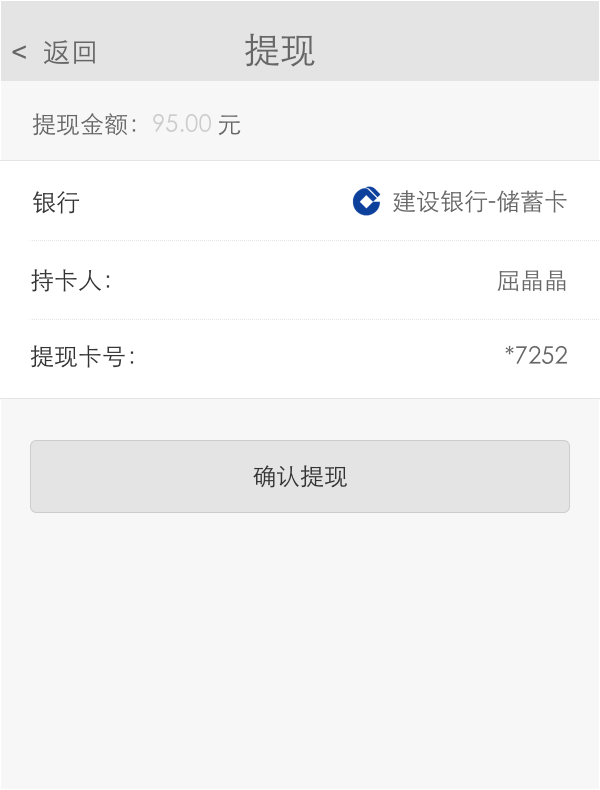 < 返回 提现
提现金额：95.00 元
银行 建设银行-储蓄卡
持卡人： 屈晶晶
提现卡号： *7252
确认提现